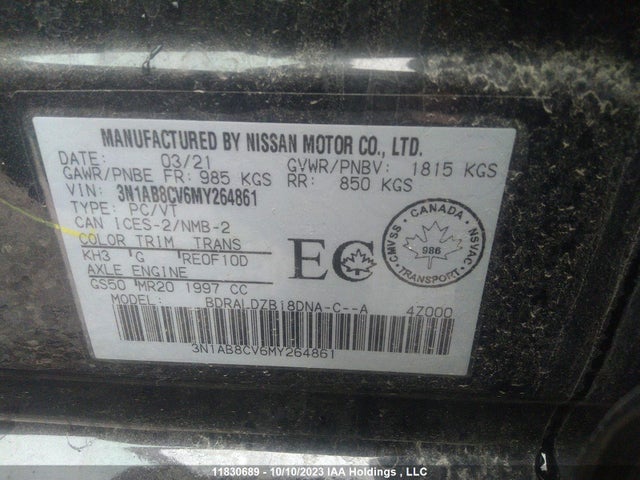 MANUFACTURED BY NISSAN MOTOR CO., LTD.
DATE: 03/21 GVWR/PNBV: 1815 KGS
GAWR/PNBE FR: 985 KGS RR: 850 KGS
VIN: 3N1AB8CV6MY264861
TYPE: PC/VT
CAN ICES-2/NMB-2
COLOR TRIM TRANS
KH3 G RE0F10D
AXLE ENGINE
GS50 MR20 1997 CC
EC
CMVSS CANADA NSVAC
986
TRANSPORT
MODEL: BDRALDZBi8DNA-C--A 4Z000
3N1AB8CV6MY264861
11830689 - 10/10/2023 IAA Holdings , LLC